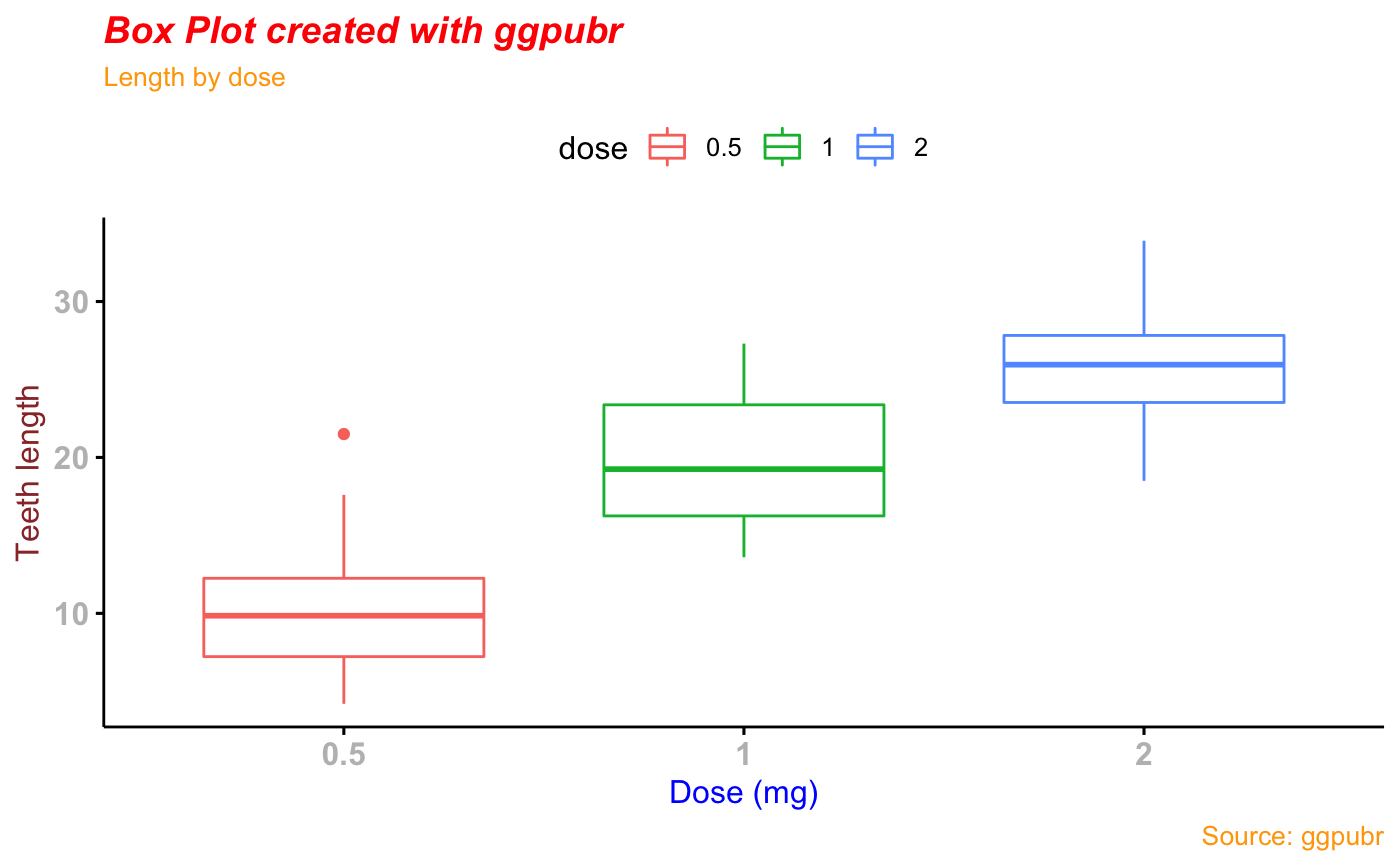 Box Plot created with ggpubr
Length by dose
dose 0.5 1 2
30
20
10
Teeth length
0.5 1 2
Dose (mg)
Source: ggpubr